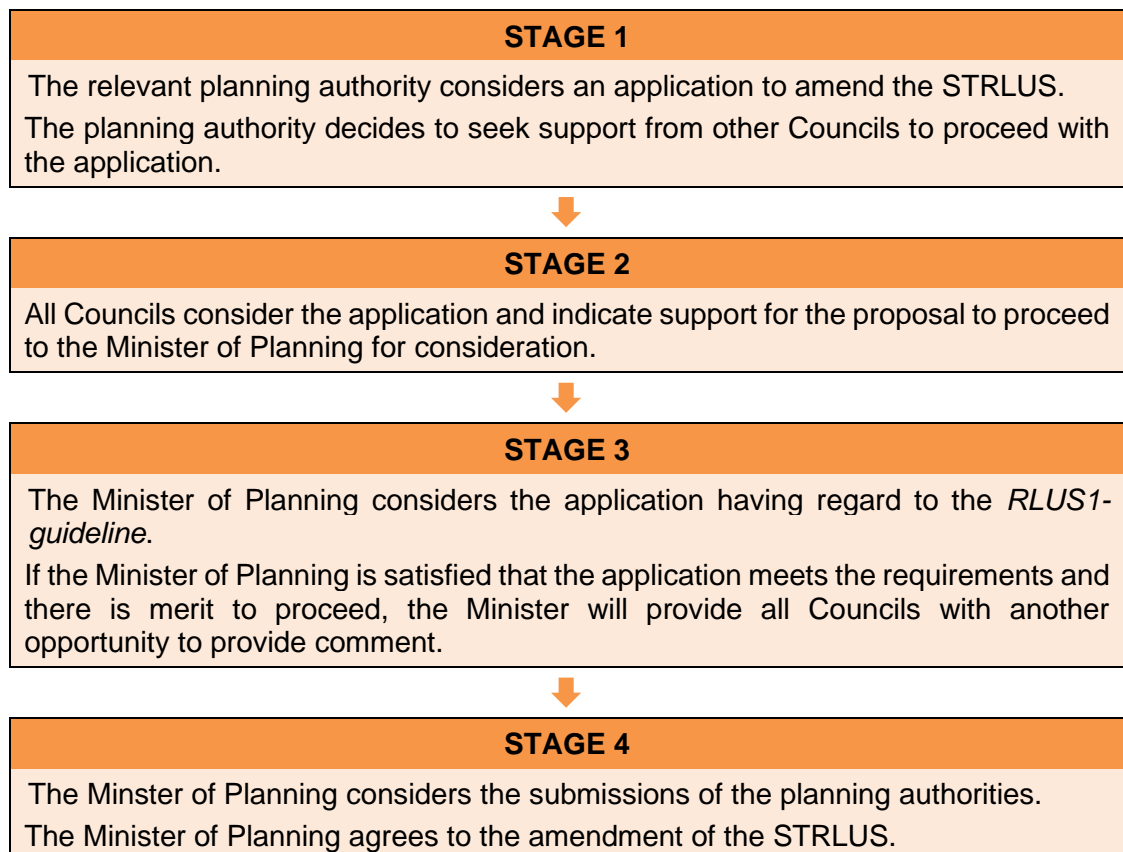 STAGE 1
The relevant planning authority considers an application to amend the STRLUS.
The planning authority decides to seek support from other Councils to proceed with
the application.
STAGE 2
All Councils consider the application and indicate support for the proposal to proceed
to the Minister of Planning for consideration.
STAGE 3
The Minister of Planning considers the application having regard to the RLUS1-
guideline.
If the Minister of Planning is satisfied that the application meets the requirements and
there is merit to proceed, the Minister will provide all Councils with another
opportunity to provide comment.
STAGE 4
The Minster of Planning considers the submissions of the planning authorities.
The Minister of Planning agrees to the amendment of the STRLUS.